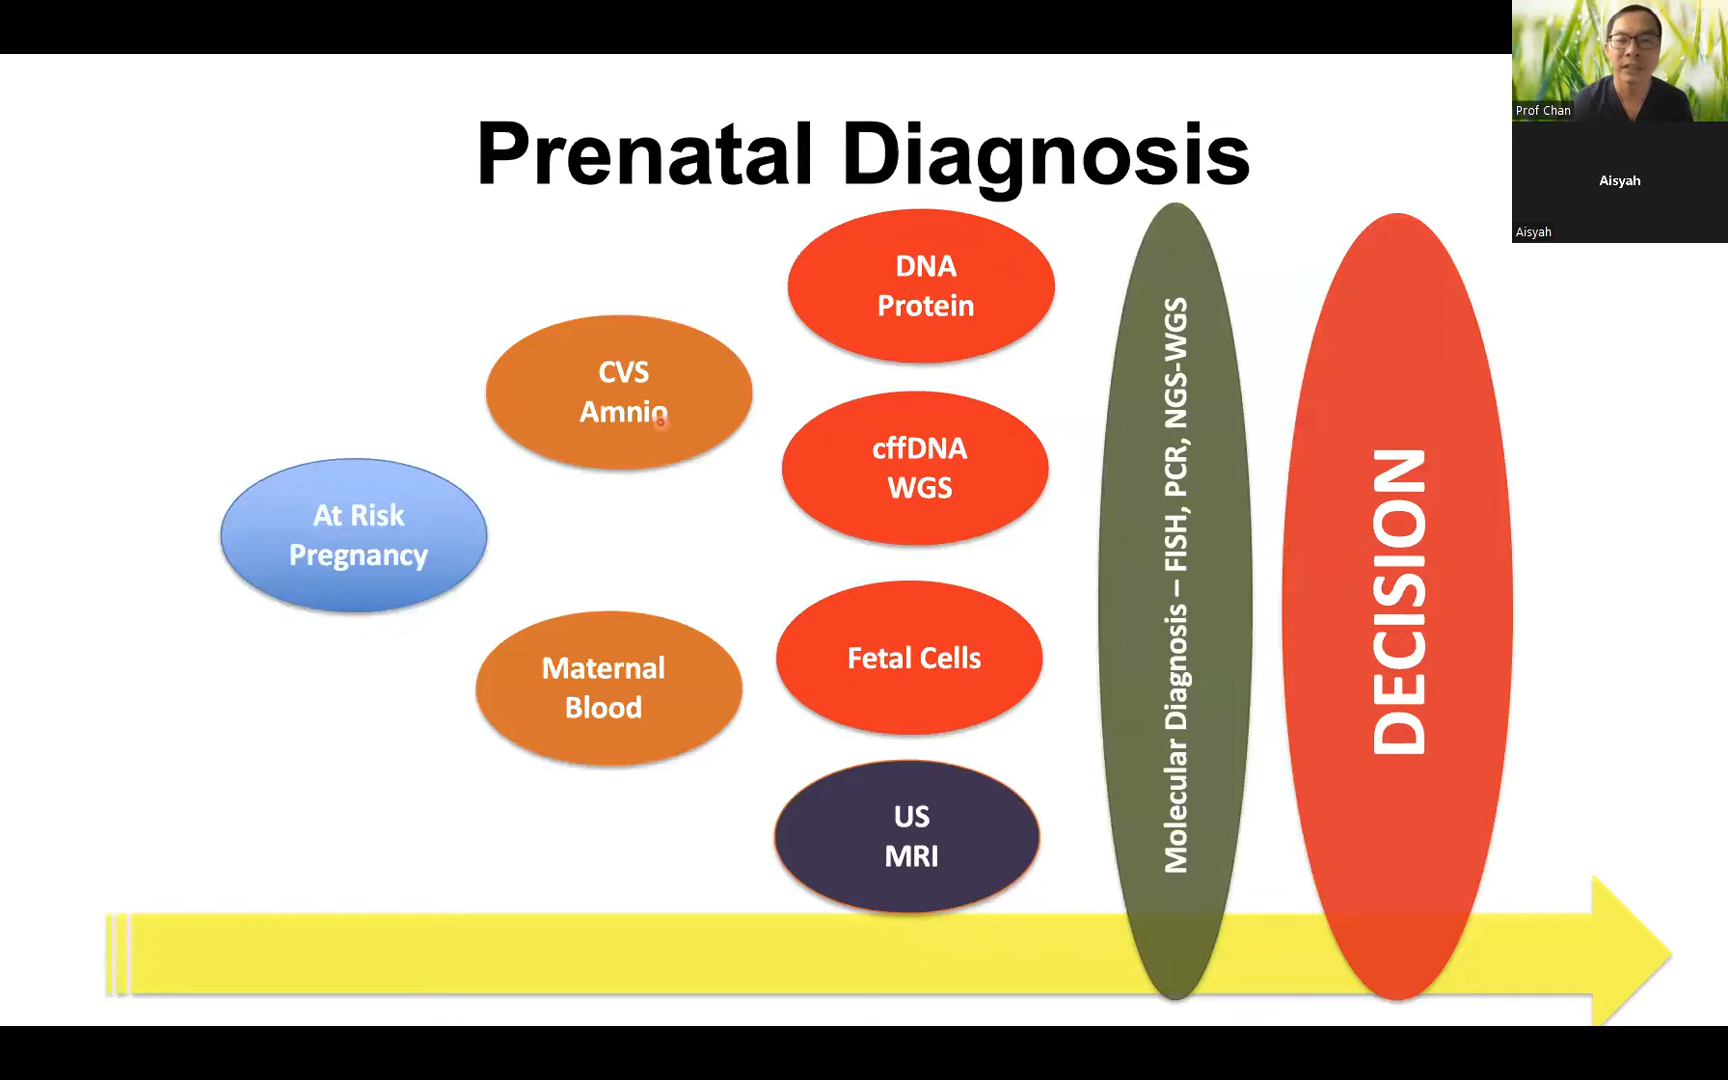 Prenatal Diagnosis
At Risk
Pregnancy
CVS
Amnio
Maternal
Blood
DNA
Protein
cffDNA
WGS
Fetal Cells
US
MRI
Molecular Diagnosis – FISH, PCR, NGS-WGS
DECISION
Prof Chan
Aisyah
Aisyah